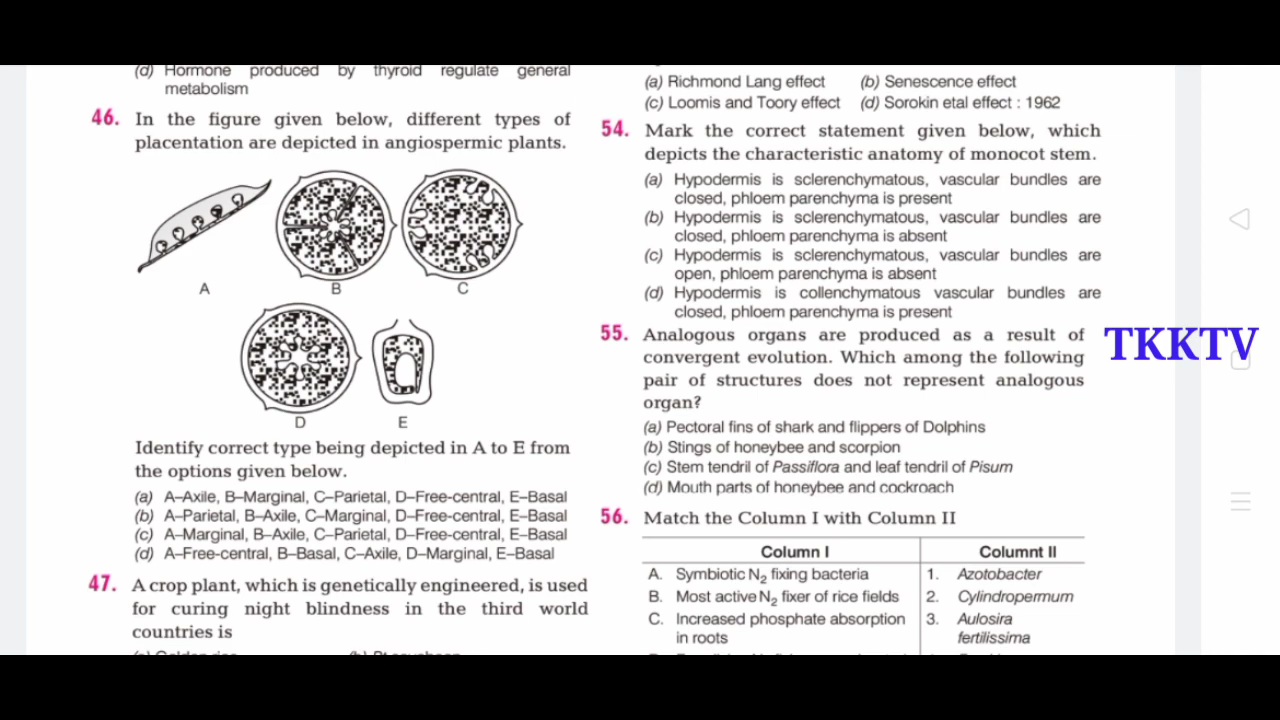 (d) Hormone produced by thyroid regulate general
metabolism
46. In the figure given below, different types of
placentation are depicted in angiospermic plants.
A
B
C
D
E
Identify correct type being depicted in A to E from
the options given below.
(a) A–Axile, B–Marginal, C–Parietal, D–Free-central, E–Basal
(b) A–Parietal, B–Axile, C–Marginal, D–Free-central, E–Basal
(c) A–Marginal, B–Axile, C–Parietal, D–Free-central, E–Basal
(d) A–Free-central, B–Basal, C–Axile, D–Marginal, E–Basal
47. A crop plant, which is genetically engineered, is used
for curing night blindness in the third world
countries is
(a) Richmond Lang effect (b) Senescence effect
(c) Loomis and Toory effect (d) Sorokin etal effect : 1962
54. Mark the correct statement given below, which
depicts the characteristic anatomy of monocot stem.
(a) Hypodermis is sclerenchymatous, vascular bundles are
closed, phloem parenchyma is present
(b) Hypodermis is sclerenchymatous, vascular bundles are
closed, phloem parenchyma is absent
(c) Hypodermis is sclerenchymatous, vascular bundles are
open, phloem parenchyma is absent
(d) Hypodermis is collenchymatous vascular bundles are
closed, phloem parenchyma is present
55. Analogous organs are produced as a result of
convergent evolution. Which among the following
pair of structures does not represent analogous
organ?
(a) Pectoral fins of shark and flippers of Dolphins
(b) Stings of honeybee and scorpion
(c) Stem tendril of Passiflora and leaf tendril of Pisum
(d) Mouth parts of honeybee and cockroach
56. Match the Column I with Column II
Column I Columnt II
A. Symbiotic N₂ fixing bacteria 1. Azotobacter
B. Most active N₂ fixer of rice fields 2. Cylindropermum
C. Increased phosphate absorption 3. Aulosira
in roots fertilissima
TKKTV